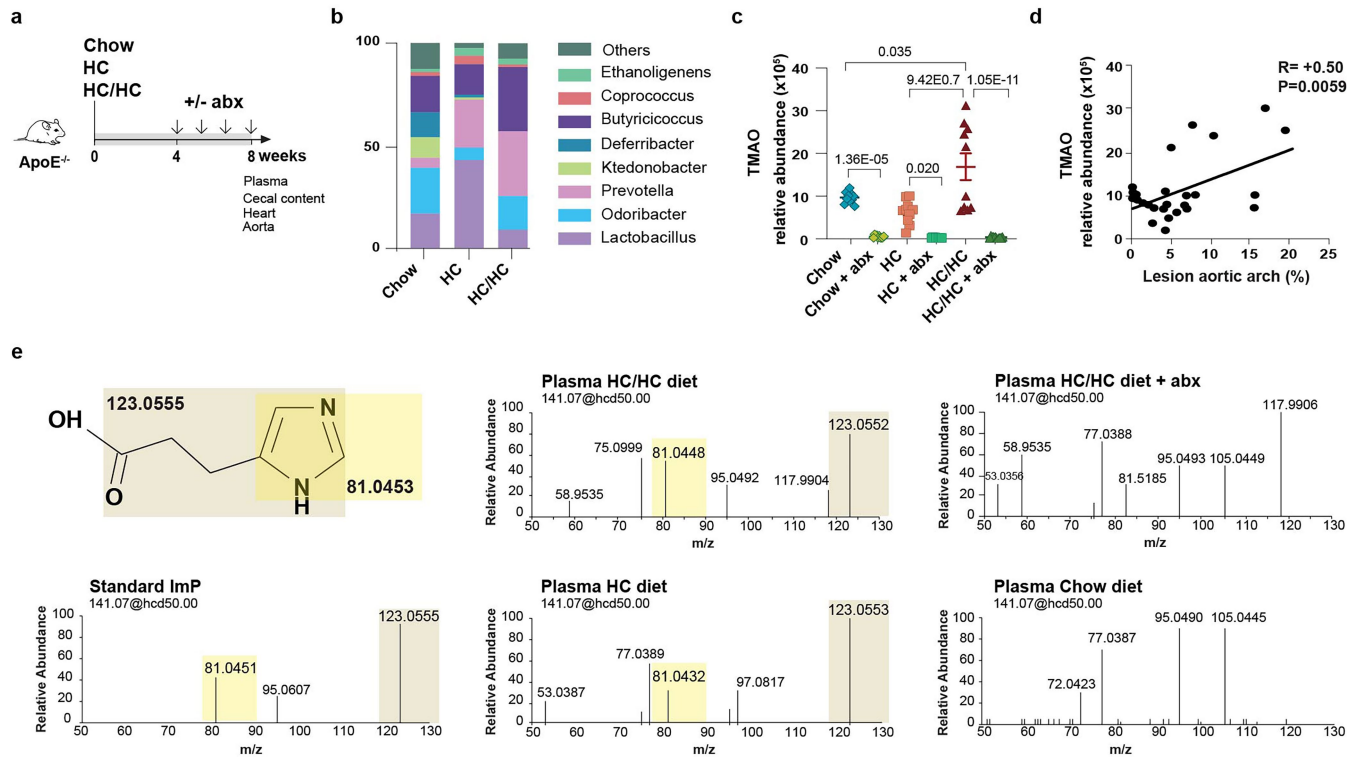 a
Chow
HC
HC/HC
+/- abx
ApoE-/-
0
4
8 weeks
Plasma
Cecal content
Heart
Aorta
b
100
50
0
Chow
HC
HC/HC
Others
Ethanoligenens
Coprococcus
Butyricicoccus
Deferribacter
Ktedonobacter
Prevotella
Odoribacter
Lactobacillus
c
TMAO
relative abundance (x10⁵)
40
30
20
10
0
0.035
9.42E0.7
1.05E-11
1.36E-05
0.020
Chow
Chow + abx
HC
HC + abx
HC/HC
HC/HC + abx
d
TMAO
relative abundance (x10⁵)
40
30
20
10
0
R= +0.50
P=0.0059
0 5 10 15 20 25
Lesion aortic arch (%)
e
123.0555
OH
O
N
N
H
81.0453
Plasma HC/HC diet
141.07@hcd50.00
Relative Abundance
100
80
60
40
20
0
58.9535
75.0999
81.0448
95.0492
117.9904
123.0552
50 60 70 80 90 100 110 120 130
m/z
Plasma HC/HC diet + abx
141.07@hcd50.00
Relative Abundance
100
80
60
40
20
0
53.0356
58.9535
77.0388
81.5185
95.0493
105.0449
117.9906
50 60 70 80 90 100 110 120 130
m/z
Standard ImP
141.07@hcd50.00
Relative Abundance
100
80
60
40
20
0
81.0451
95.0607
123.0555
50 60 70 80 90 100 110 120 130
m/z
Plasma HC diet
141.07@hcd50.00
Relative Abundance
100
80
60
40
20
0
53.0387
77.0389
81.0432
97.0817
123.0553
50 60 70 80 90 100 110 120 130
m/z
Plasma Chow diet
141.07@hcd50.00
Relative Abundance
100
80
60
40
20
0
72.0423
77.0387
95.0490
105.0445
50 60 70 80 90 100 110 120 130
m/z